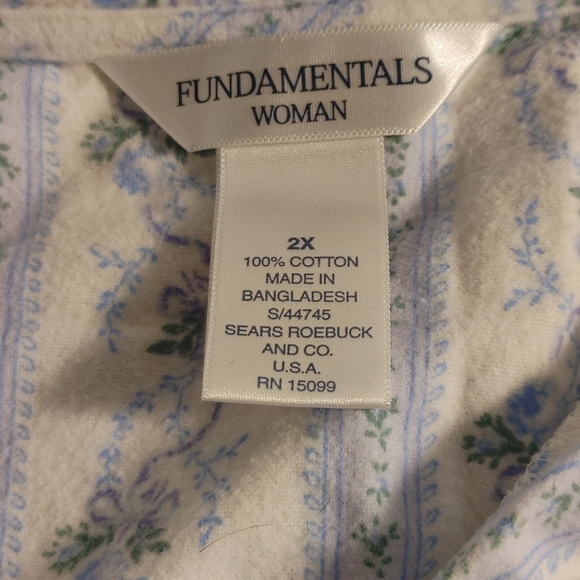 FUNDAMENTALS
WOMAN
2X
100% COTTON
MADE IN
BANGLADESH
S/44745
SEARS ROEBUCK
AND CO.
U.S.A.
RN 15099